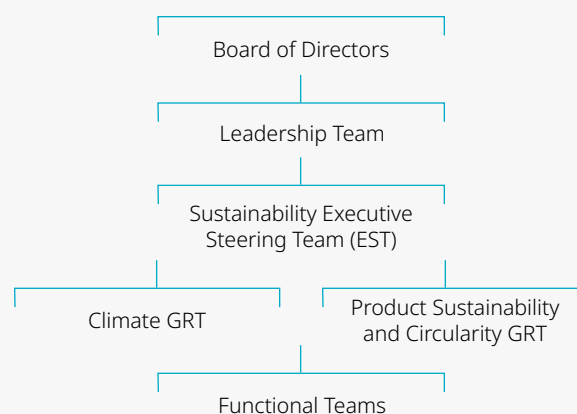 Board of Directors
Leadership Team
Sustainability Executive
Steering Team (EST)
Climate GRT
Product Sustainability
and Circularity GRT
Functional Teams